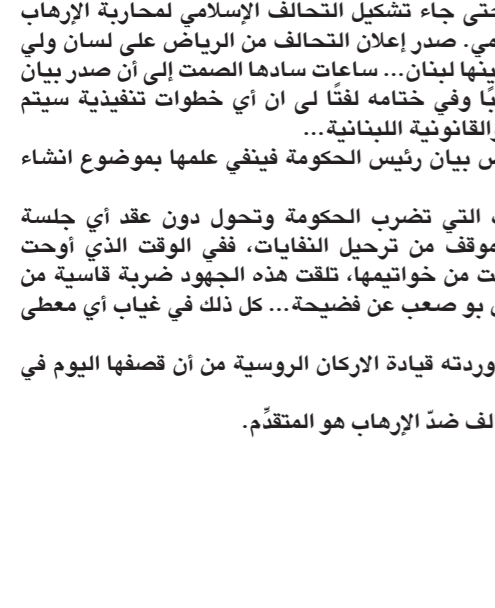 حتى جاء تشكيل التحالف الإسلامي لمحاربة الإرهاب
مي. صدر إعلان التحالف من الرياض على لسان ولي
ينها لبنان... ساعات سادها الصمت إلى أن صدر بيان
بًا وفي ختامه لفتًا لى ان أي خطوات تنفيذية سيتم
والقانونية اللبنانية...
ض بيان رئيس الحكومة فينفي علمها بموضوع انشاء
التي تضرب الحكومة وتحول دون عقد أي جلسة
موقف من ترحيل النفايات، ففي الوقت الذي أوحت
ت من خواتيمها، تلقت هذه الجهود ضربة قاسية من
بو صعب عن فضيحة... كل ذلك في غياب أي معطى
وردته قيادة الاركان الروسية من أن قصفها اليوم في
الف ضدّ الإرهاب هو المتقدِّم.